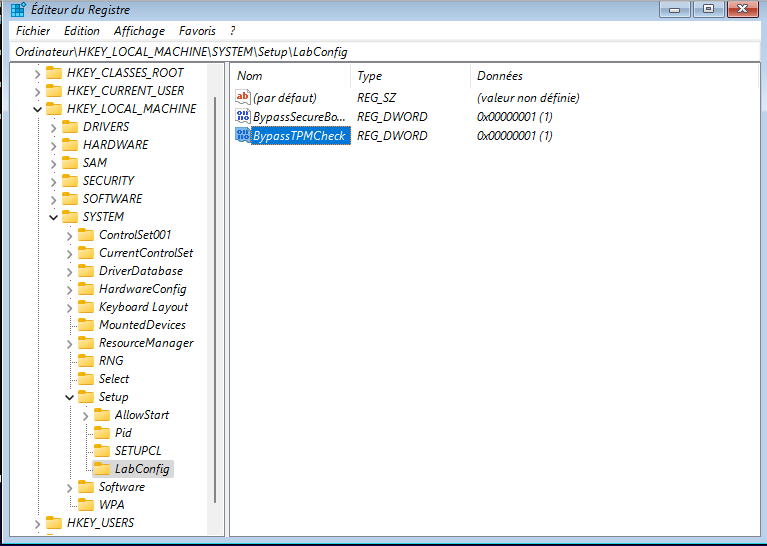 Éditeur du Registre
Fichier Edition Affichage Favoris ?
Ordinateur\HKEY_LOCAL_MACHINE\SYSTEM\Setup\LabConfig
HKEY_CLASSES_ROOT
HKEY_CURRENT_USER
HKEY_LOCAL_MACHINE
DRIVERS
HARDWARE
SAM
SECURITY
SOFTWARE
SYSTEM
ControlSet001
CurrentControlSet
DriverDatabase
HardwareConfig
Keyboard Layout
MountedDevices
ResourceManager
RNG
Select
Setup
AllowStart
Pid
SETUPCL
LabConfig
Software
WPA
HKEY_USERS
Nom Type Données
ab (par défaut) REG_SZ (valeur non définie)
BypassSecureBo... REG_DWORD 0x00000001 (1)
BypassTPMCheck REG_DWORD 0x00000001 (1)